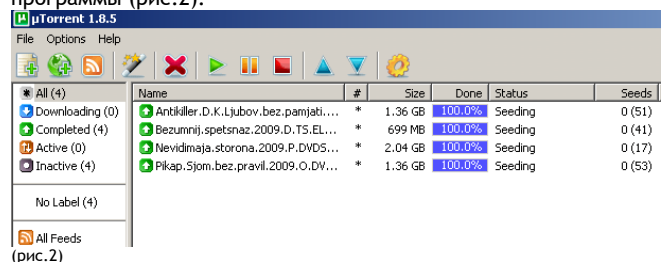 программы (рис.2).
µTorrent 1.8.5
File Options Help
All (4)
Name # Size Done Status Seeds
Downloading (0)
Antikiller.D.K.Ljubov.bez.pamjati.... * 1.36 GB 100.0% Seeding 0 (51)
Completed (4)
Bezumnij.spetsnaz.2009.D.TS.EL... * 699 MB 100.0% Seeding 0 (41)
Active (0)
Nevidimaja.storona.2009.P.DVDS... * 2.04 GB 100.0% Seeding 0 (17)
Inactive (4)
Pikap.Sjom.bez.pravil.2009.O.DV... * 1.36 GB 100.0% Seeding 0 (53)
No Label (4)
All Feeds
(рис.2)